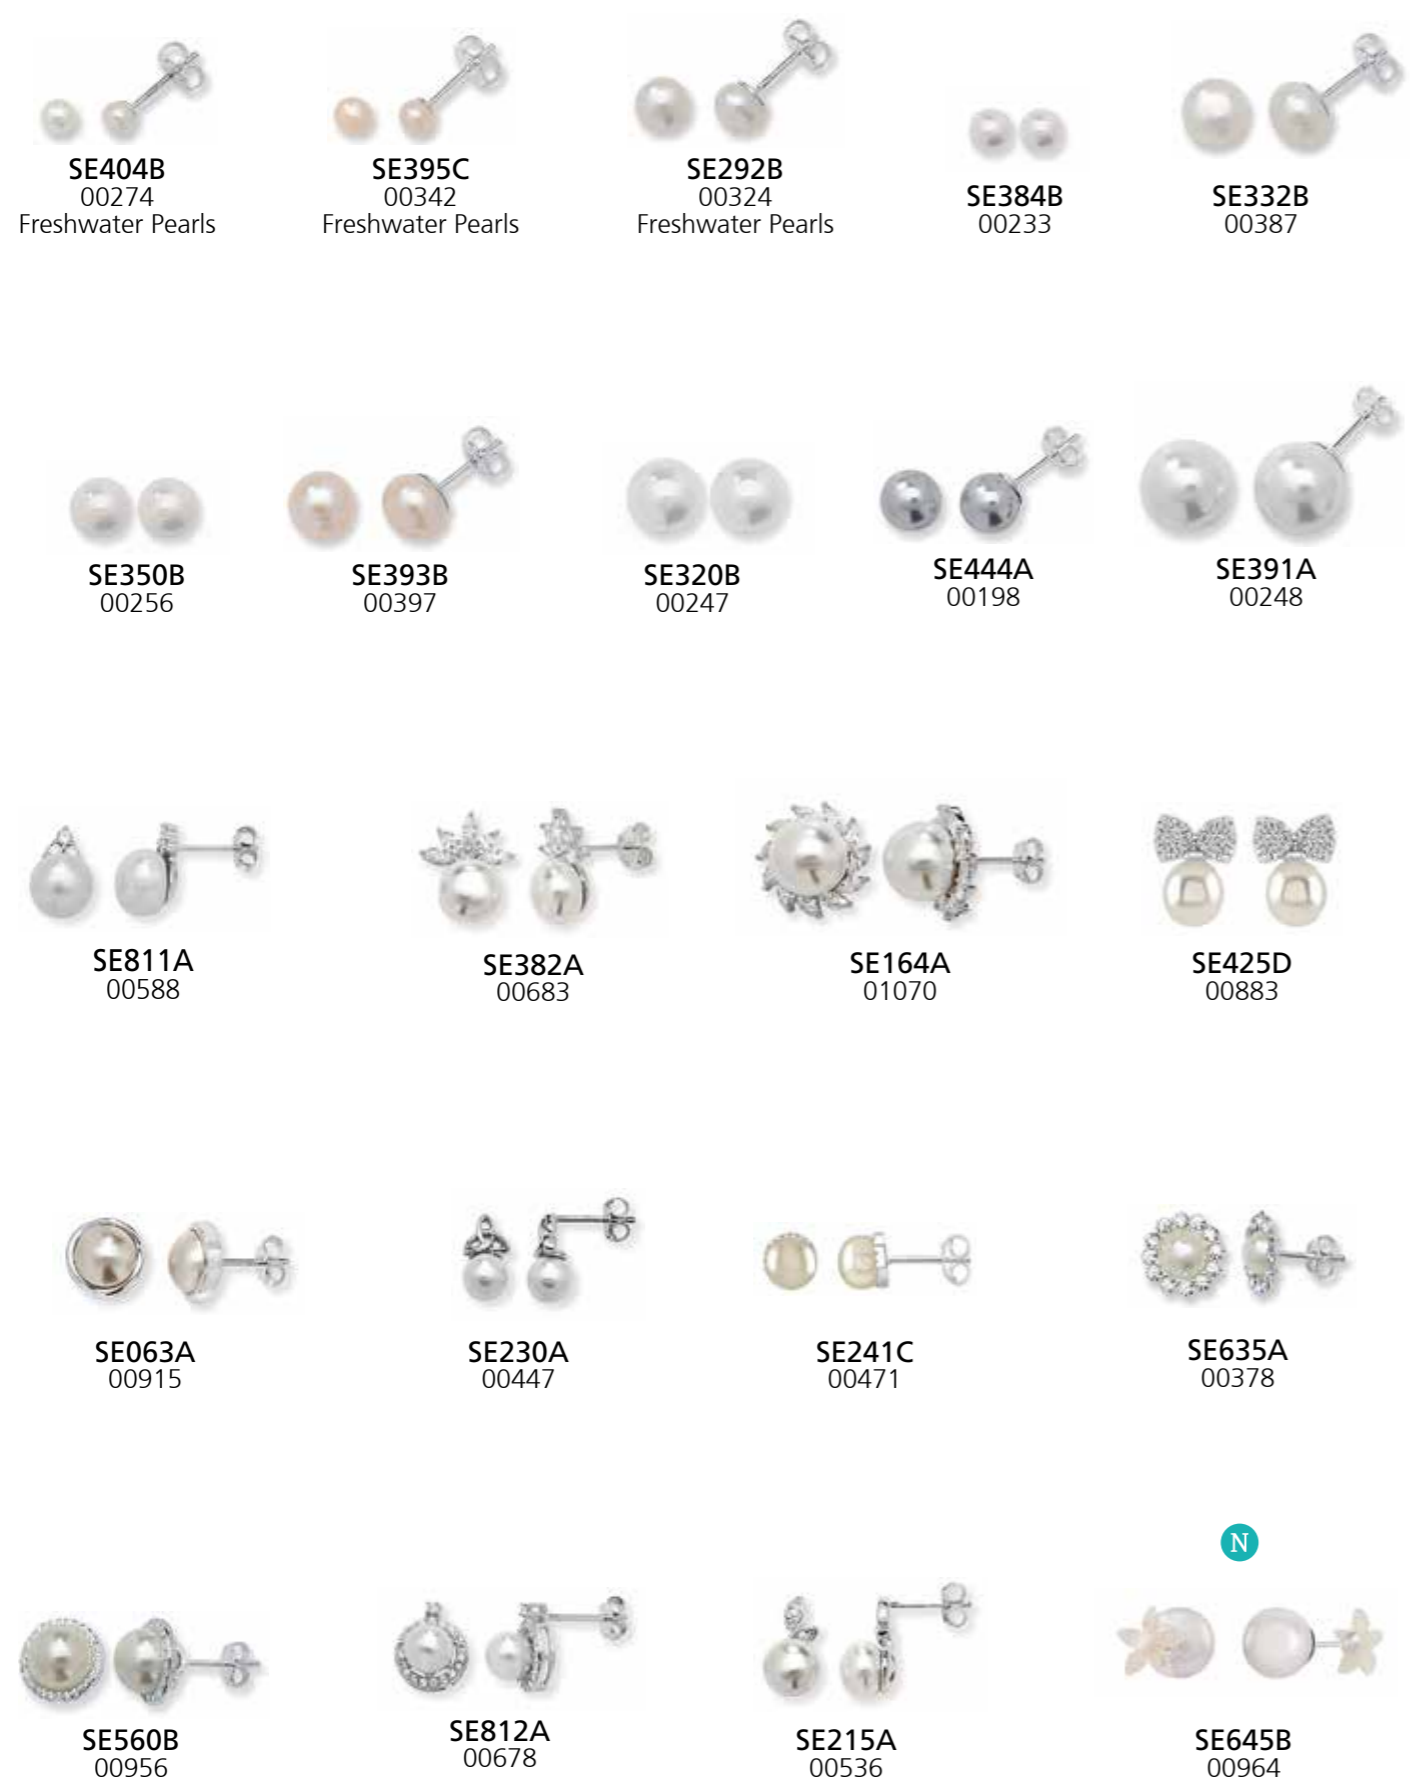 SE404B
00274
Freshwater Pearls
SE395C
00342
Freshwater Pearls
SE292B
00324
Freshwater Pearls
SE384B
00233
SE332B
00387
SE350B
00256
SE393B
00397
SE320B
00247
SE444A
00198
SE391A
00248
SE811A
00588
SE382A
00683
SE164A
01070
SE425D
00883
SE063A
00915
SE230A
00447
SE241C
00471
SE635A
00378
SE560B
00956
SE812A
00678
SE215A
00536
N
SE645B
00964